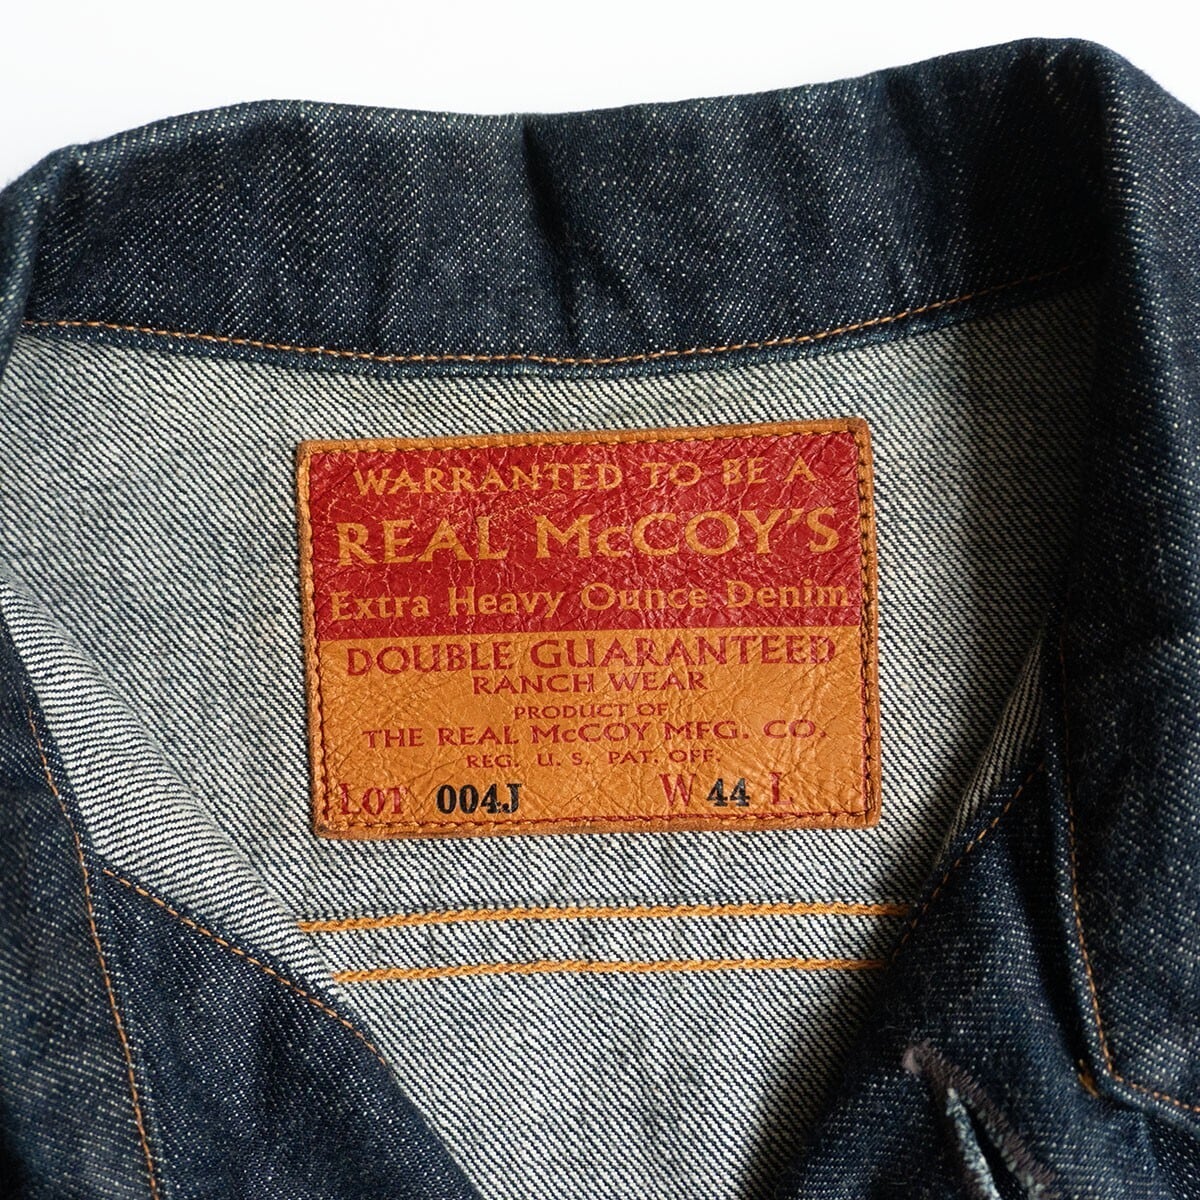 WARRANTED TO BE A
REAL McCOY'S
Extra Heavy Ounce Denim
DOUBLE GUARANTEED
RANCH WEAR
PRODUCT OF
THE REAL McCOY MFG. CO.
REG. U. S. PAT. OFF.
LOT 004J W 44 L